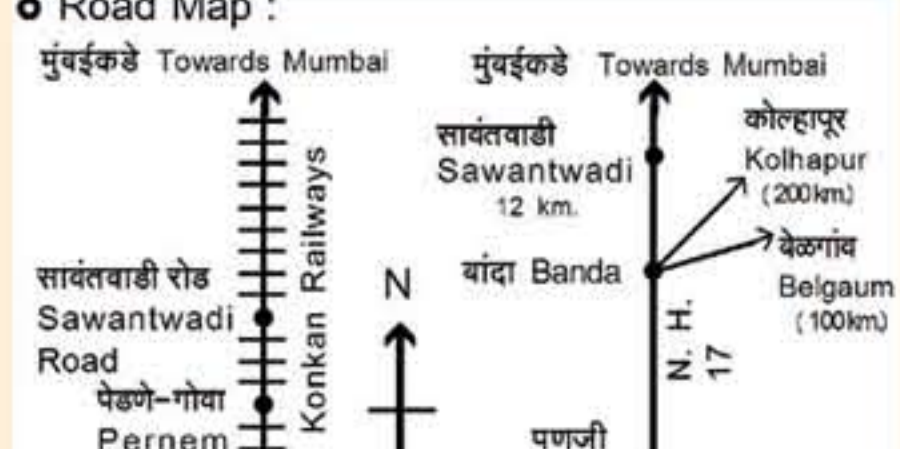 Road Map :
मुंबईकडे Towards Mumbai
सावंतवाडी रोड
Sawantwadi
Road
पेडणे-गोवा
Pernem
Konkan Railways
N
मुंबईकडे Towards Mumbai
सावंतवाडी
Sawantwadi
12 km.
कोल्हापूर
Kolhapur
(200km.)
बांदा Banda
बेळगांव
Belgaum
(100km.)
N. H.
17
पणजी